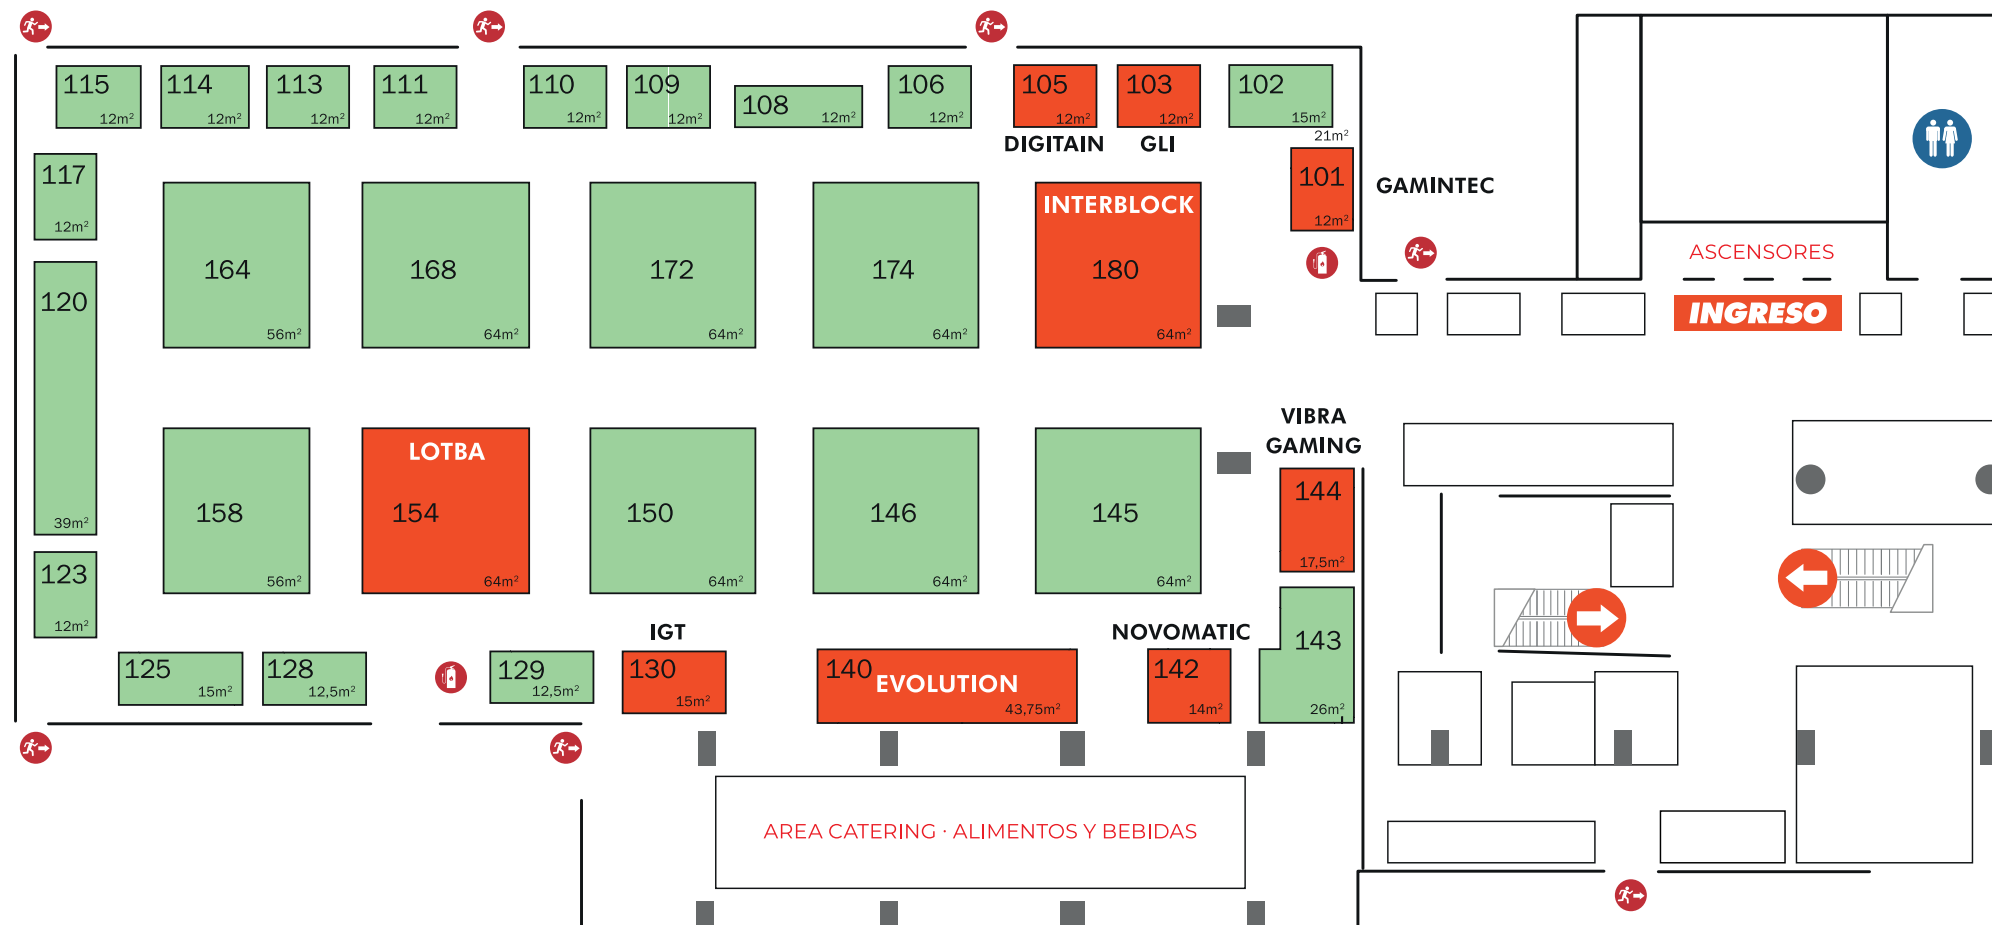 115
12m²
114
12m²
113
12m²
111
12m²
110
12m²
109
12m²
108
12m²
106
12m²
105
12m²
DIGITAIN
103
12m²
GLI
102
15m²
21m²
101
12m²
GAMINTEC
117
12m²
164
56m²
168
64m²
172
64m²
174
64m²
INTERBLOCK
180
64m²
ASCENSORES
INGRESO
120
39m²
158
56m²
LOTBA
154
64m²
150
64m²
146
64m²
145
64m²
VIBRA
GAMING
144
17,5m²
123
12m²
125
15m²
128
12,5m²
129
12,5m²
IGT
130
15m²
140
EVOLUTION
43,75m²
NOVOMATIC
142
14m²
143
26m²
AREA CATERING · ALIMENTOS Y BEBIDAS